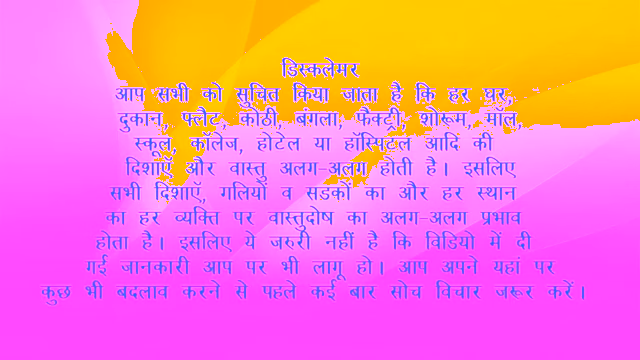 डिस्कलेमर
आप सभी को सुचित किया जाता है कि हर घर,
दुकान, फ्लैट, कोठी, बंगला, फैक्ट्री, शोरूम, मॉल,
स्कूल, कॉलेज, होटेल या हॉस्पिटल आदि की
दिशाएँ और वास्तु अलग-अलग होती है। इसलिए
सभी दिशाएँ, गलियों व सडकों का और हर स्थान
का हर व्यक्ति पर वास्तुदोष का अलग-अलग प्रभाव
होता है। इसलिए ये जरुरी नहीं है कि विडियो में दी
गई जानकारी आप पर भी लागू हो। आप अपने यहां पर
कुछ भी बदलाव करने से पहले कई बार सोच विचार जरूर करें।